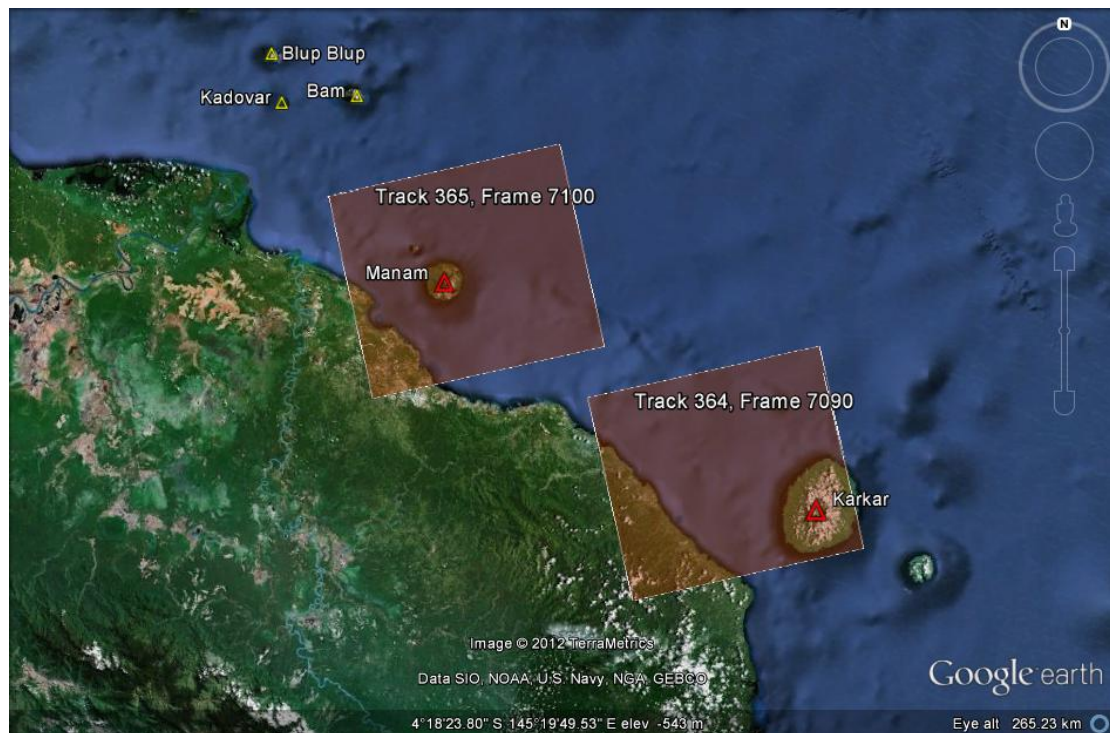 N
Blup Blup
Kadovar
Bam
Track 365, Frame 7100
Manam
Track 364, Frame 7090
Karkar
Image © 2012 TerraMetrics
Data SIO, NOAA, U.S. Navy, NGA, GEBCO
Google earth
4°18'23.80" S 145°19'49.53" E elev -543 m
Eye alt 265.23 km